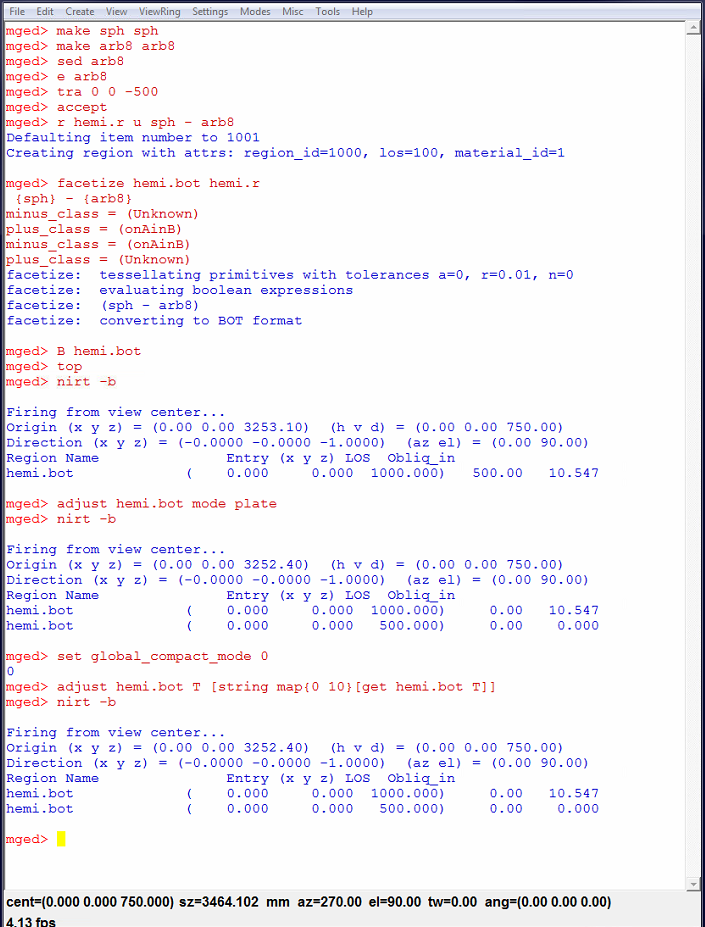 File Edit Create View ViewRing Settings Modes Misc Tools Help
mged> make sph sph
mged> make arb8 arb8
mged> sed arb8
mged> e arb8
mged> tra 0 0 -500
mged> accept
mged> r hemi.r u sph - arb8
Defaulting item number to 1001
Creating region with attrs: region_id=1000, los=100, material_id=1
mged> facetize hemi.bot hemi.r
{sph} - {arb8}
minus_class = (Unknown)
plus_class = (onAinB)
minus_class = (onAinB)
plus_class = (Unknown)
facetize: tessellating primitives with tolerances a=0, r=0.01, n=0
facetize: evaluating boolean expressions
facetize: (sph - arb8)
facetize: converting to BOT format
mged> B hemi.bot
mged> top
mged> nirt -b
Firing from view center...
Origin (x y z) = (0.00 0.00 3253.10) (h v d) = (0.00 0.00 750.00)
Direction (x y z) = (-0.0000 -0.0000 -1.0000) (az el) = (0.00 90.00)
Region Name Entry (x y z) LOS Obliq_in
hemi.bot ( 0.000 0.000 1000.000) 500.00 10.547
mged> adjust hemi.bot mode plate
mged> nirt -b
Firing from view center...
Origin (x y z) = (0.00 0.00 3252.40) (h v d) = (0.00 0.00 750.00)
Direction (x y z) = (-0.0000 -0.0000 -1.0000) (az el) = (0.00 90.00)
Region Name Entry (x y z) LOS Obliq_in
hemi.bot ( 0.000 0.000 1000.000) 0.00 10.547
hemi.bot ( 0.000 0.000 500.000) 0.00 0.000
mged> set global_compact_mode 0
0
mged> adjust hemi.bot T [string map{0 10}[get hemi.bot T]]
mged> nirt -b
Firing from view center...
Origin (x y z) = (0.00 0.00 3252.40) (h v d) = (0.00 0.00 750.00)
Direction (x y z) = (-0.0000 -0.0000 -1.0000) (az el) = (0.00 90.00)
Region Name Entry (x y z) LOS Obliq_in
hemi.bot ( 0.000 0.000 1000.000) 0.00 10.547
hemi.bot ( 0.000 0.000 500.000) 0.00 0.000
mged>
cent=(0.000 0.000 750.000) sz=3464.102 mm az=270.00 el=90.00 tw=0.00 ang=(0.00 0.00 0.00)
4.13 fps